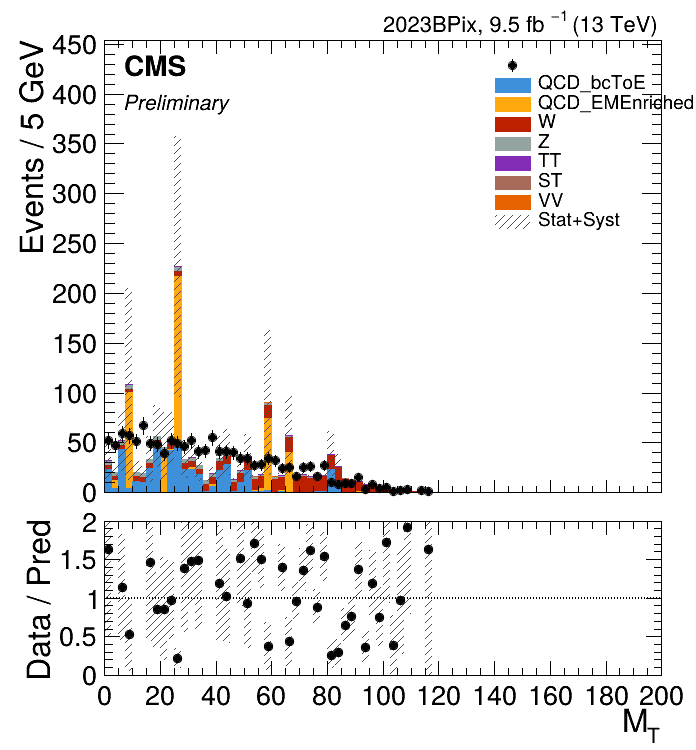 2023BPix, 9.5 fb⁻¹ (13 TeV)
CMS
Preliminary
QCD_bcToE
QCD_EMEnriched
W
Z
TT
ST
VV
Stat+Syst
Events / 5 GeV
450
400
350
300
250
200
150
100
50
0
Data / Pred
2
1.5
1
0.5
0
0 20 40 60 80 100 120 140 160 180 200
M_T